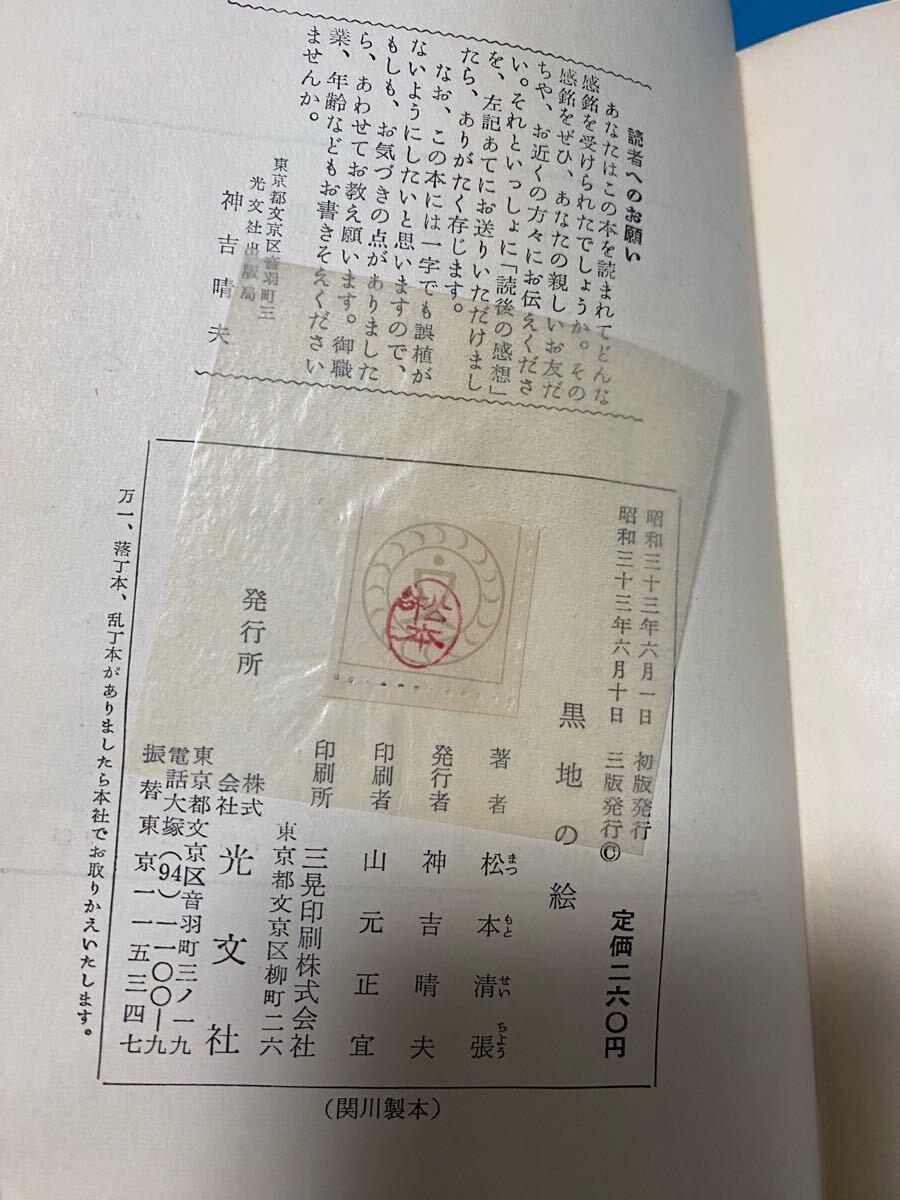 読者へのお願い
あなたはこの本を読まれてどんな
感銘を受けられたでしょうか。その
感銘をぜひ、あなたの親しいお友だ
ちや、お近くの方々にお伝えくださ
い。それといっしょに「読後の感想」
を、左記あてにお送りいただけまし
たら、ありがたく存じます。
なお、この本には一字でも誤植が
ないようにしたいと思いますので、
もしも、お気づきの点がありました
ら、あわせてお教え願います。御職
業、年齢などもお書きそえください
ませんか。
東京都文京区音羽町三
光文社出版局
神吉晴夫
昭和三十三年六月一日 初版発行
昭和三十三年六月十日 三版発行©
定価二六〇円
黒地の絵
著者 松本清張
まつもとせいちよう
発行者 神吉晴夫
印刷者 山元正宜
印刷所 三晃印刷株式会社
東京都文京区柳町二六
松本
発行所 株式会社 光文社
東京都文京区音羽町三ノ一九
電話大塚(94)一一〇〇—九
振替東京一一五三四七
万一、落丁本、乱丁本がありましたら本社でお取りかえいたします。
(関川製本)